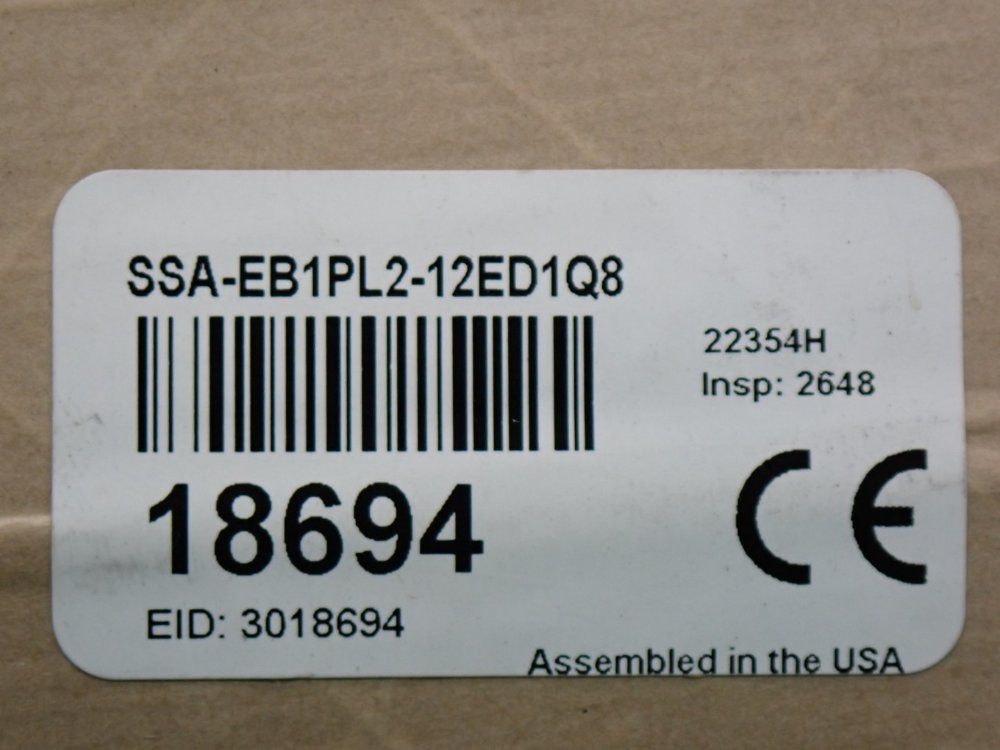 SSA-EB1PL2-12ED1Q8
22354H
Insp: 2648
18694
CE
EID: 3018694
Assembled in the USA